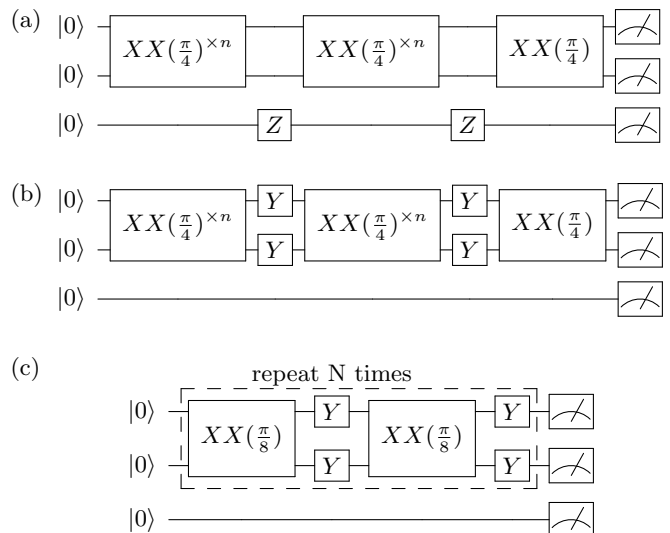 (a)
|0⟩ XX(π/4)^{×n} XX(π/4)^{×n} XX(π/4)
|0⟩
|0⟩ Z Z
(b)
|0⟩ Y Y
XX(π/4)^{×n} XX(π/4)^{×n} XX(π/4)
|0⟩ Y Y
|0⟩
(c)
repeat N times
|0⟩ Y Y
XX(π/8) XX(π/8)
|0⟩ Y Y
|0⟩